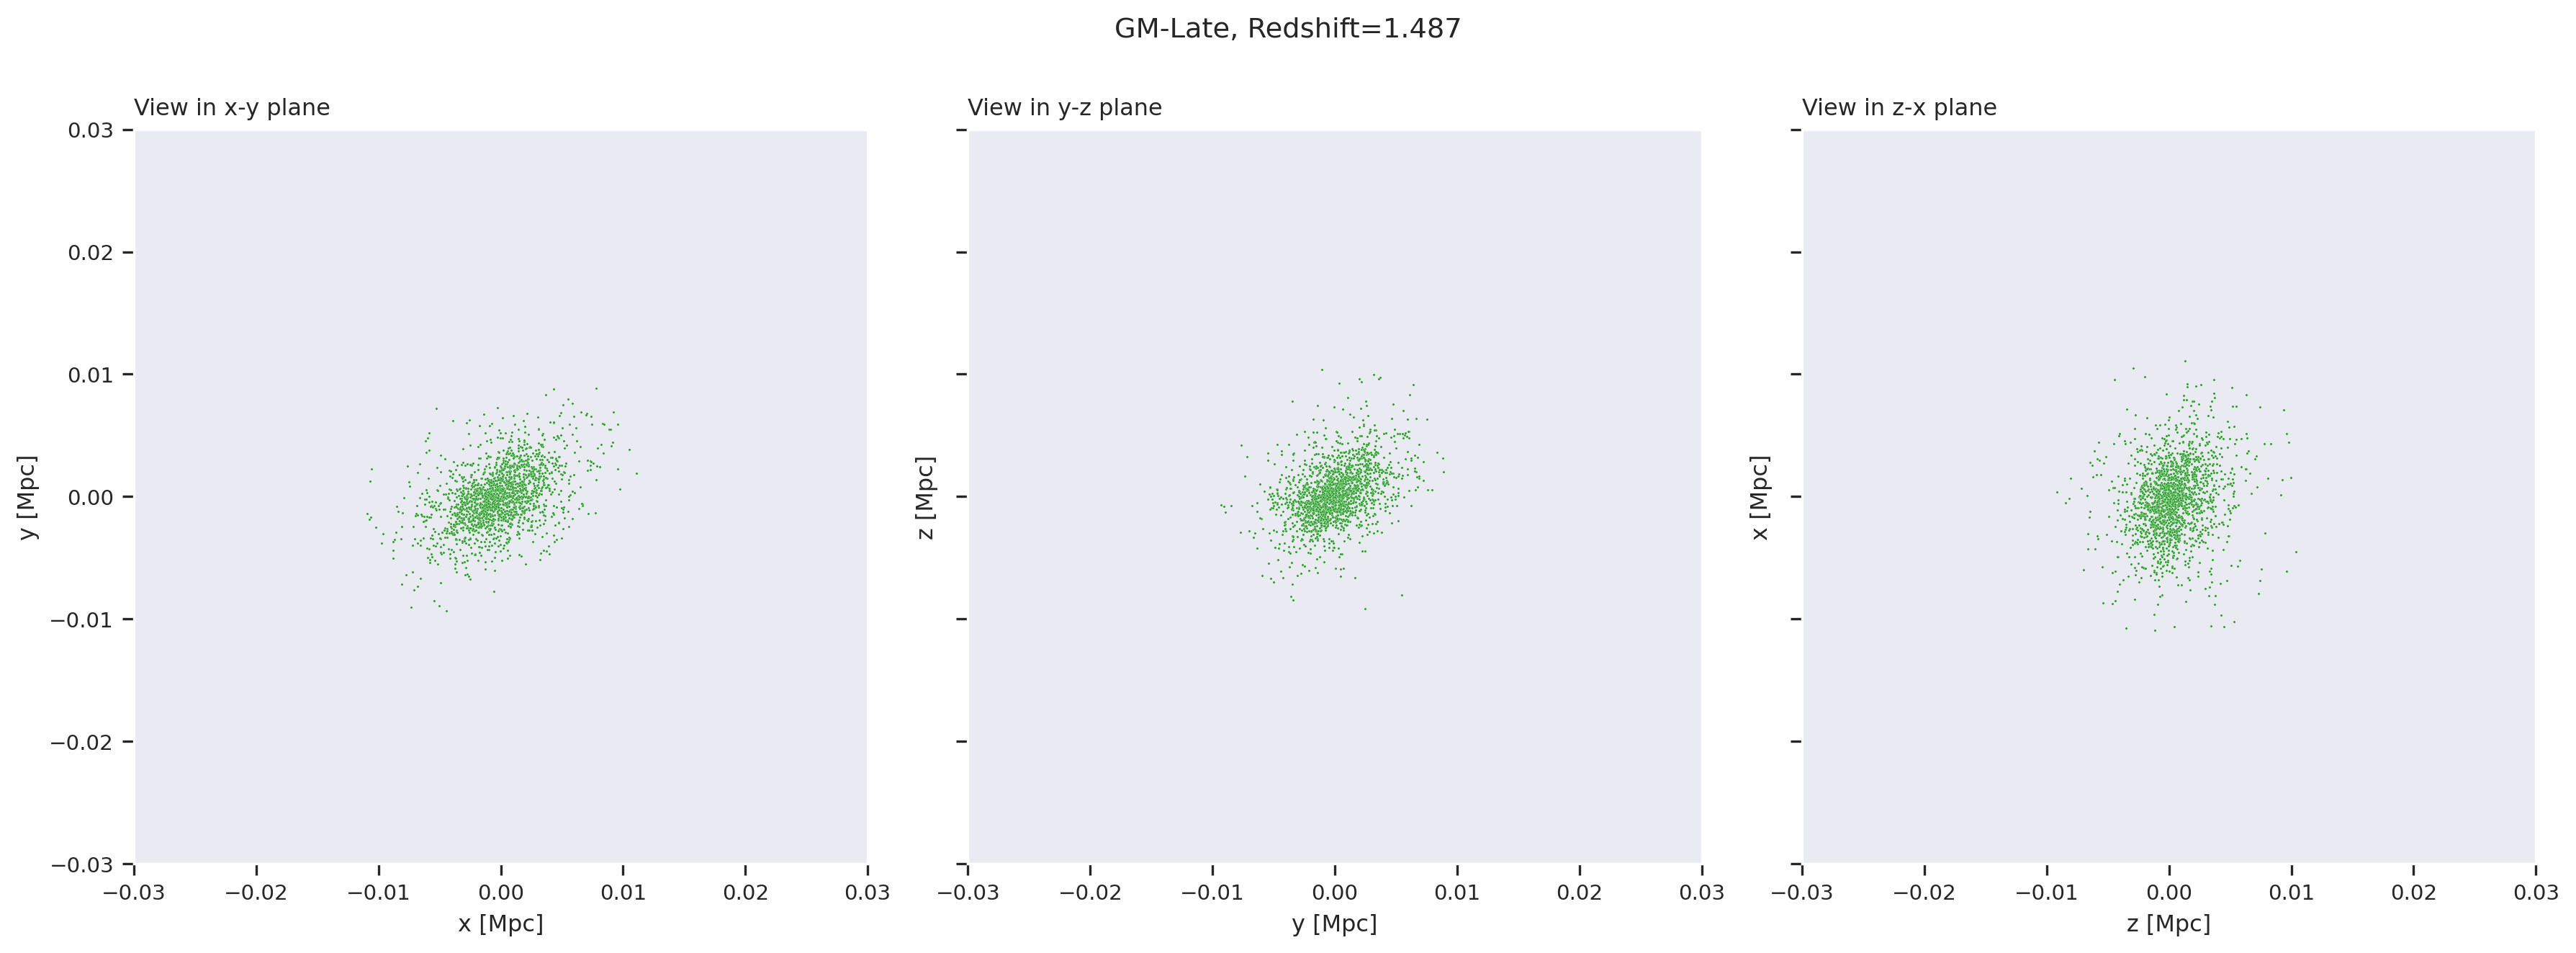 GM-Late, Redshift=1.487
View in x-y plane
View in y-z plane
View in z-x plane
0.03
0.02
0.01
0.00
−0.01
−0.02
−0.03
y [Mpc]
z [Mpc]
x [Mpc]
−0.03 −0.02 −0.01 0.00 0.01 0.02 0.03
−0.03 −0.02 −0.01 0.00 0.01 0.02 0.03
−0.03 −0.02 −0.01 0.00 0.01 0.02 0.03
x [Mpc]
y [Mpc]
z [Mpc]